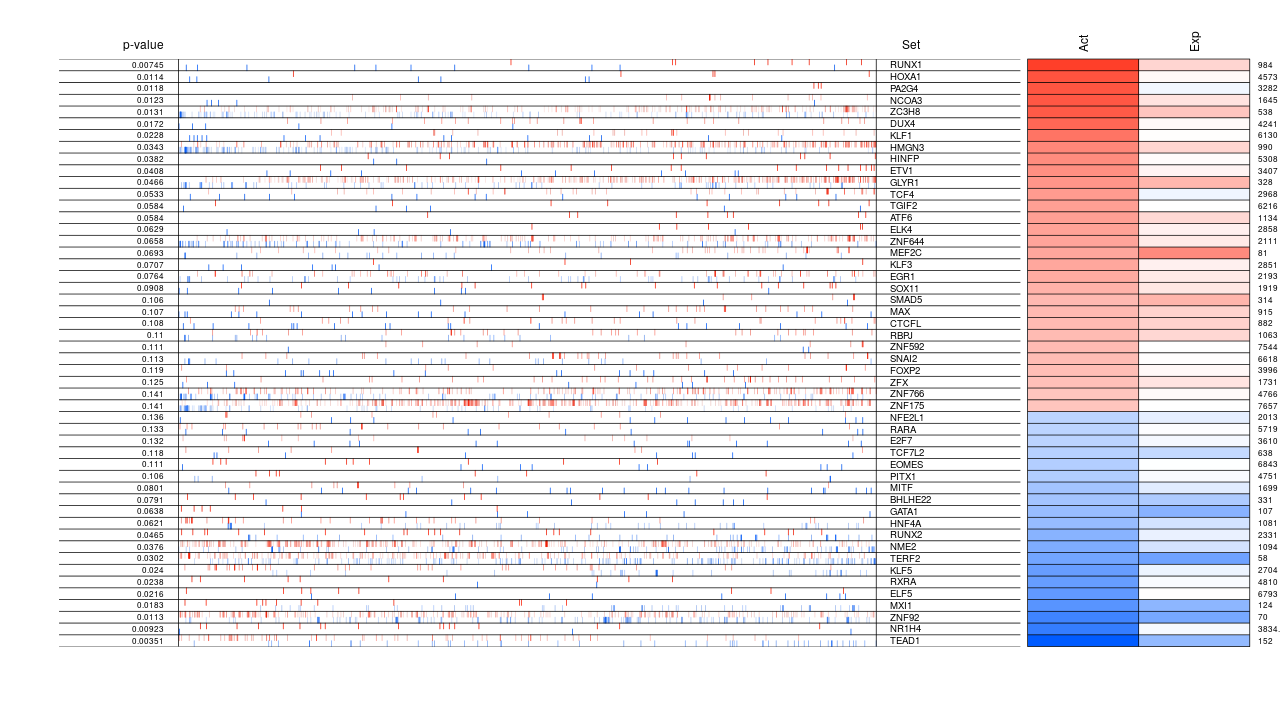 p-value Set Act Exp
0.00745 RUNX1 984
0.0114 HOXA1 4573
0.0118 PA2G4 3282
0.0123 NCOA3 1645
0.0131 ZC3H8 538
0.0172 DUX4 4241
0.0228 KLF1 6130
0.0343 HMGN3 990
0.0382 HINFP 5308
0.0408 ETV1 3407
0.0466 GLYR1 328
0.0533 TCF4 2968
0.0584 TGIF2 6216
0.0584 ATF6 1134
0.0629 ELK4 2858
0.0658 ZNF644 2111
0.0693 MEF2C 81
0.0707 KLF3 2851
0.0764 EGR1 2193
0.0908 SOX11 1919
0.106 SMAD5 314
0.107 MAX 915
0.108 CTCFL 882
0.11 RBPJ 1063
0.111 ZNF592 7544
0.113 SNAI2 6618
0.119 FOXP2 3996
0.125 ZFX 1731
0.141 ZNF766 4766
0.141 ZNF175 7657
0.136 NFE2L1 2013
0.133 RARA 5719
0.132 E2F7 3610
0.118 TCF7L2 638
0.111 EOMES 6843
0.106 PITX1 4751
0.0801 MITF 1699
0.0791 BHLHE22 331
0.0638 GATA1 107
0.0621 HNF4A 1081
0.0465 RUNX2 2331
0.0376 NME2 1094
0.0302 TERF2 58
0.024 KLF5 2704
0.0238 RXRA 4810
0.0216 ELF5 6793
0.0183 MXI1 124
0.0113 ZNF92 70
0.00923 NR1H4 3834.
0.00351 TEAD1 152